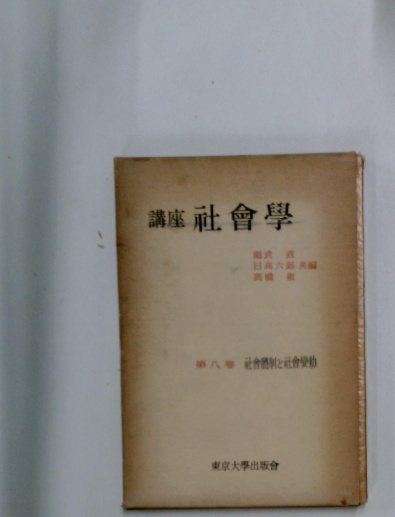 講座 社會學
福武 直
日高六郎 共編
高橋 徹
第八卷 社會體制と社會變動
東京大學出版會